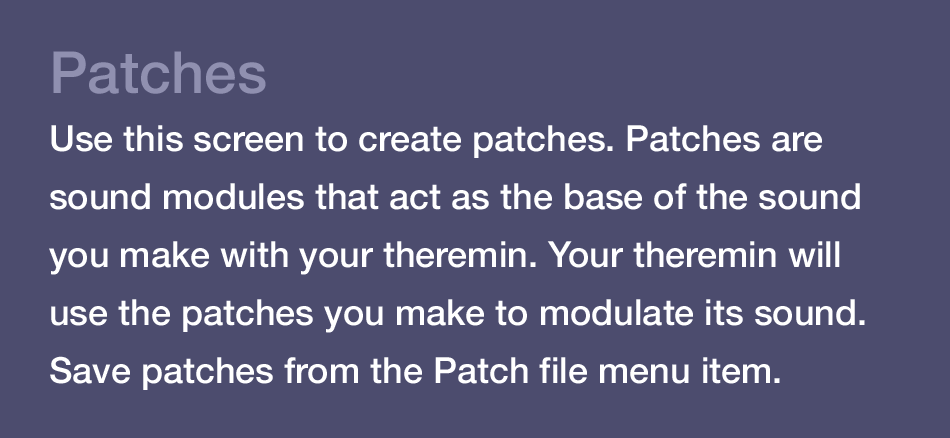 Patches
Use this screen to create patches. Patches are
sound modules that act as the base of the sound
you make with your theremin. Your theremin will
use the patches you make to modulate its sound.
Save patches from the Patch file menu item.